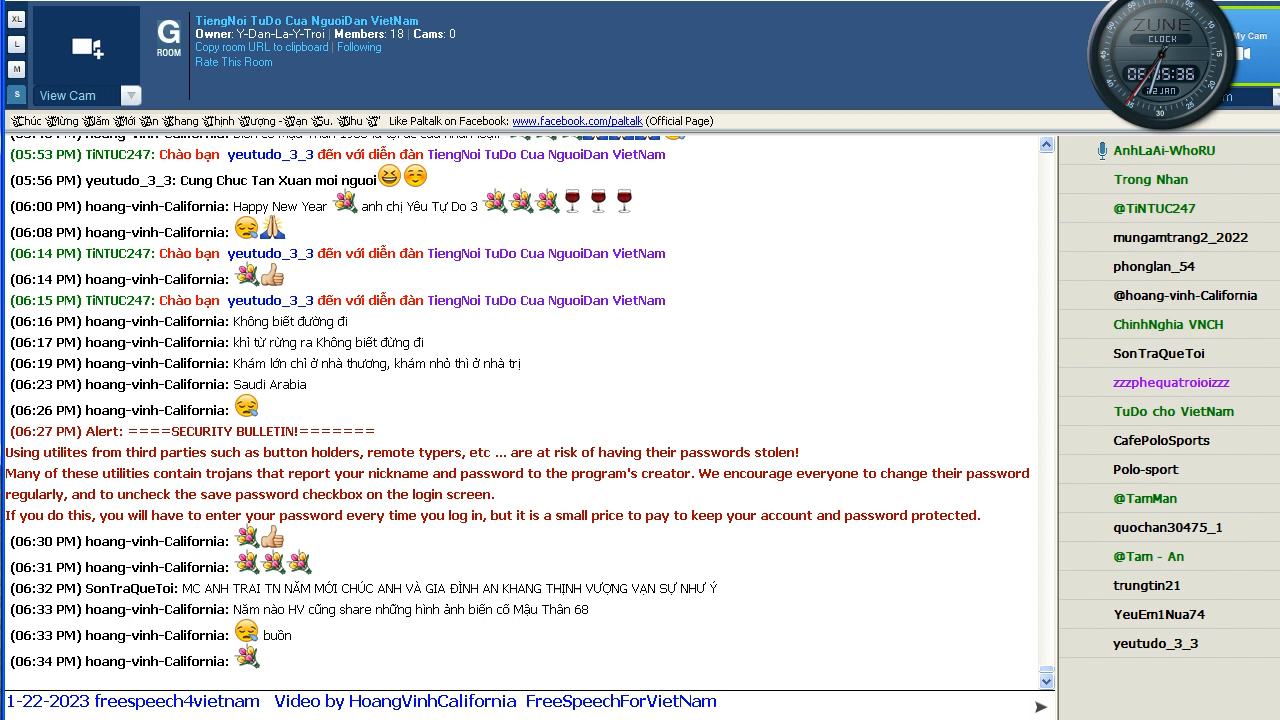 XL
L
M
S
View Cam
G
ROOM
TiengNoi TuDo Cua NguoiDan VietNam
Owner: Y-Dan-La-Y-Troi | Members: 18 | Cams: 0
Copy room URL to clipboard | Following
Rate This Room
ZUNE
CLOCK
22 JAN
My Cam
Like Paltalk on Facebook: www.facebook.com/paltalk (Official Page)
(05:53 PM) TiNTUC247: Chào bạn yeutudo_3_3 đến với diễn đàn TiengNoi TuDo Cua NguoiDan VietNam
(05:56 PM) yeutudo_3_3: Cung Chuc Tan Xuan moi nguoi
(06:00 PM) hoang-vinh-California: Happy New Year anh chị Yêu Tự Do 3
(06:08 PM) hoang-vinh-California:
(06:14 PM) TiNTUC247: Chào bạn yeutudo_3_3 đến với diễn đàn TiengNoi TuDo Cua NguoiDan VietNam
(06:14 PM) hoang-vinh-California:
(06:15 PM) TiNTUC247: Chào bạn yeutudo_3_3 đến với diễn đàn TiengNoi TuDo Cua NguoiDan VietNam
(06:16 PM) hoang-vinh-California: Không biết đường đi
(06:17 PM) hoang-vinh-California: khỉ từ rừng ra Không biết đừng đi
(06:19 PM) hoang-vinh-California: Khám lớn chỉ ở nhà thương, khám nhỏ thì ở nhà trị
(06:23 PM) hoang-vinh-California: Saudi Arabia
(06:26 PM) hoang-vinh-California:
(06:27 PM) Alert: ====SECURITY BULLETIN!=======
Using utilites from third parties such as button holders, remote typers, etc ... are at risk of having their passwords stolen!
Many of these utilities contain trojans that report your nickname and password to the program's creator. We encourage everyone to change their password
regularly, and to uncheck the save password checkbox on the login screen.
If you do this, you will have to enter your password every time you log in, but it is a small price to pay to keep your account and password protected.
(06:30 PM) hoang-vinh-California:
(06:31 PM) hoang-vinh-California:
(06:32 PM) SonTraQueToi: MC ANH TRAI TN NĂM MỚI CHÚC ANH VÀ GIA ĐÌNH AN KHANG THỊNH VƯỢNG VẠN SỰ NHƯ Ý
(06:33 PM) hoang-vinh-California: Năm nào HV cũng share những hình ảnh biến cố Mậu Thân 68
(06:33 PM) hoang-vinh-California: buồn
(06:34 PM) hoang-vinh-California:
1-22-2023 freespeech4vietnam Video by HoangVinhCalifornia FreeSpeechForVietNam
AnhLaAi-WhoRU
Trong Nhan
@TiNTUC247
mungamtrang2_2022
phonglan_54
@hoang-vinh-California
ChinhNghia VNCH
SonTraQueToi
zzzphequatroioizzz
TuDo cho VietNam
CafePoloSports
Polo-sport
@TamMan
quochan30475_1
@Tam - An
trungtin21
YeuEm1Nua74
yeutudo_3_3